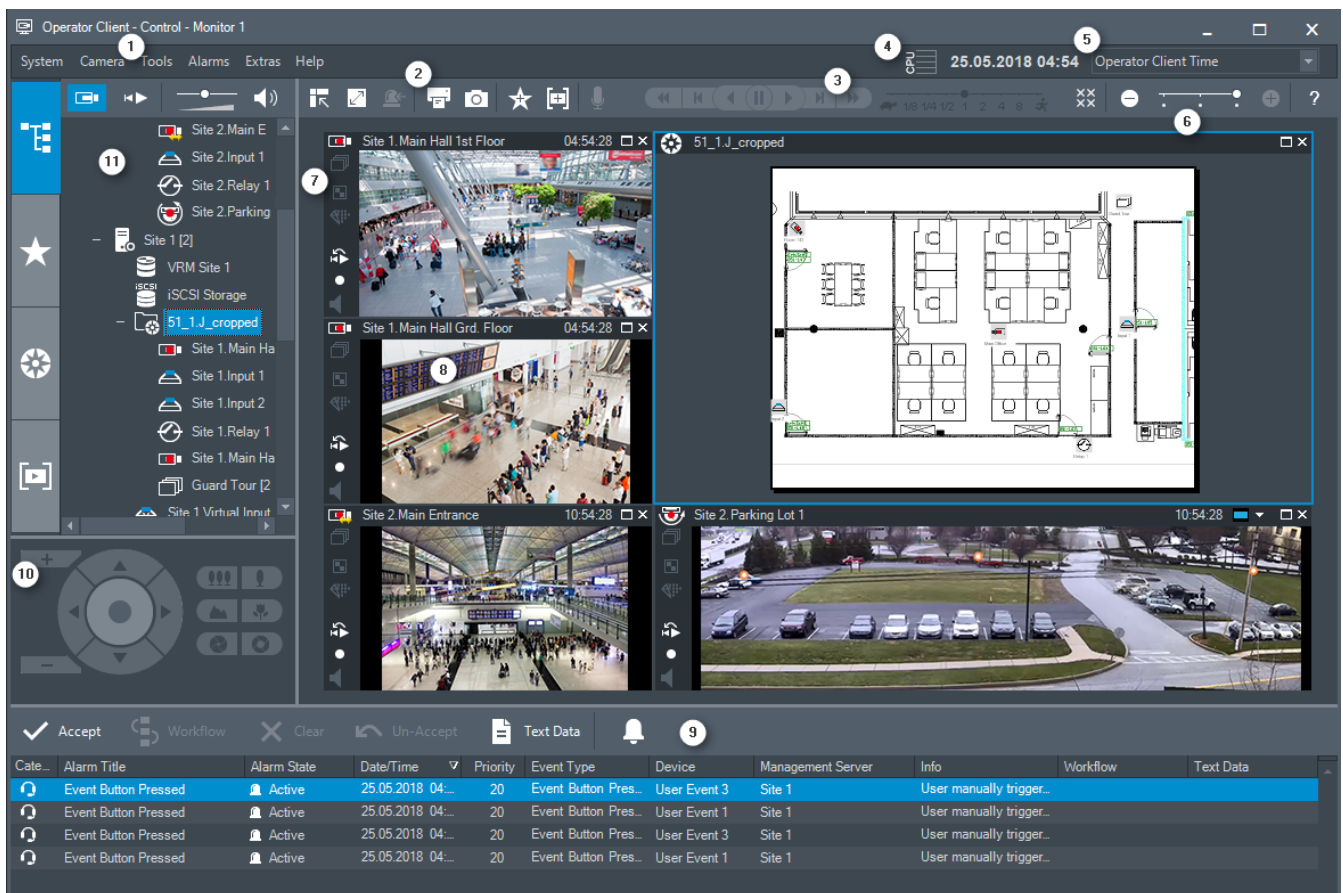 Operator Client - Control - Monitor 1
1
System Camera Tools Alarms Extras Help
4
CPU
25.05.2018 04:54
5
Operator Client Time
2
3
1/8 1/4 1/2 1 2 4 8
6
?
11
Site 2.Main E
Site 2.Input 1
Site 2.Relay 1
Site 2.Parking
Site 1 [2]
VRM Site 1
iSCSI
iSCSI Storage
51_1.J_cropped
Site 1.Main Ha
Site 1.Input 1
Site 1.Input 2
Site 1.Relay 1
Site 1.Main Ha
Guard Tour [2
Site 1.Virtual Input
10
7
Site 1.Main Hall 1st Floor 04:54:28
51_1.J_cropped
Guard Tour
Main Office
Input 1
Relay 1
Site 1.Main Hall Grd. Floor 04:54:28
8
Site 2.Main Entrance 10:54:28
Site 2.Parking Lot 1 10:54:28
Accept Workflow Clear Un-Accept Text Data
9
Cate... Alarm Title Alarm State Date/Time Priority Event Type Device Management Server Info Workflow Text Data
Event Button Pressed Active 25.05.2018 04:... 20 Event Button Pres... User Event 3 Site 1 User manually trigger...
Event Button Pressed Active 25.05.2018 04:... 20 Event Button Pres... User Event 1 Site 1 User manually trigger...
Event Button Pressed Active 25.05.2018 04:... 20 Event Button Pres... User Event 3 Site 1 User manually trigger...
Event Button Pressed Active 25.05.2018 04:... 20 Event Button Pres... User Event 1 Site 1 User manually trigger...